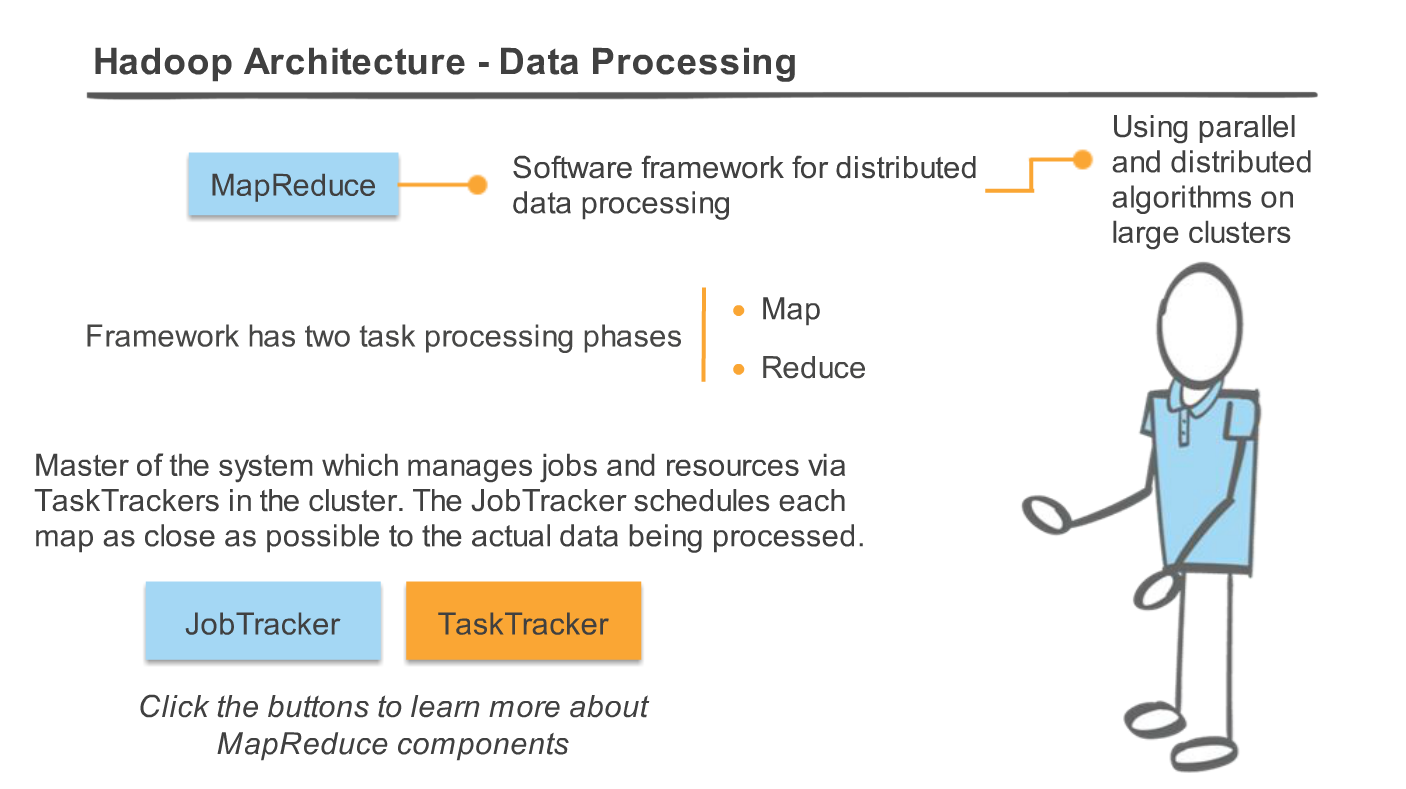 Hadoop Architecture - Data Processing
MapReduce
Software framework for distributed
data processing
Using parallel
and distributed
algorithms on
large clusters
Framework has two task processing phases
• Map
• Reduce
Master of the system which manages jobs and resources via
TaskTrackers in the cluster. The JobTracker schedules each
map as close as possible to the actual data being processed.
JobTracker
TaskTracker
Click the buttons to learn more about
MapReduce components